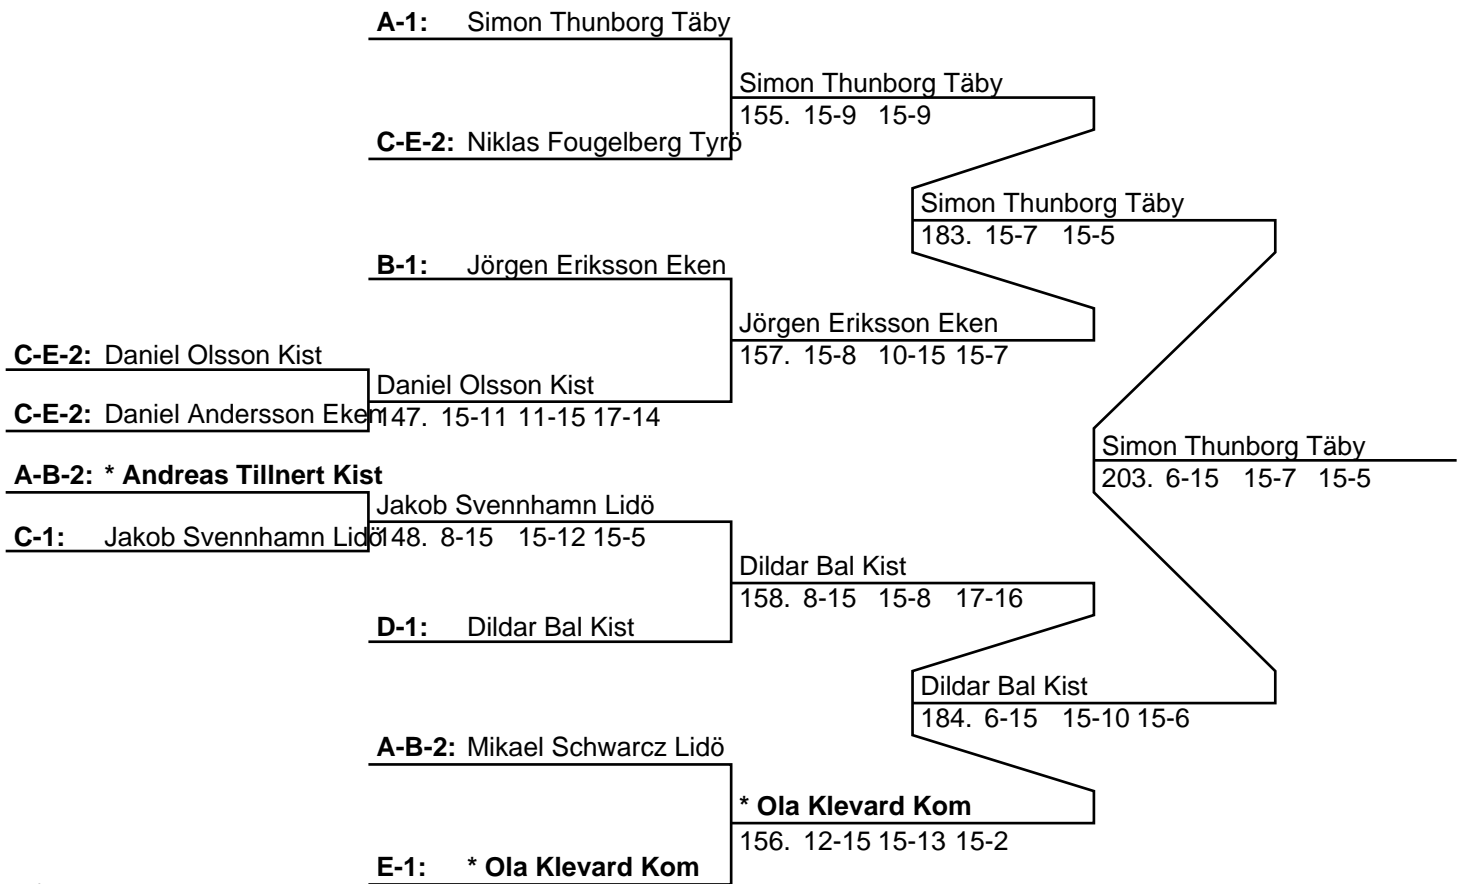 A-1: Simon Thunborg Täby
Simon Thunborg Täby
155. 15-9 15-9
C-E-2: Niklas Fougelberg Tyrö
Simon Thunborg Täby
183. 15-7 15-5
B-1: Jörgen Eriksson Eken
Jörgen Eriksson Eken
157. 15-8 10-15 15-7
C-E-2: Daniel Olsson Kist
Daniel Olsson Kist
147. 15-11 11-15 17-14
C-E-2: Daniel Andersson Eken
Simon Thunborg Täby
203. 6-15 15-7 15-5
A-B-2: * Andreas Tillnert Kist
Jakob Svennhamn Lidö
148. 8-15 15-12 15-5
C-1: Jakob Svennhamn Lidö
Dildar Bal Kist
158. 8-15 15-8 17-16
D-1: Dildar Bal Kist
Dildar Bal Kist
184. 6-15 15-10 15-6
A-B-2: Mikael Schwarcz Lidö
* Ola Klevard Kom
156. 12-15 15-13 15-2
E-1: * Ola Klevard Kom